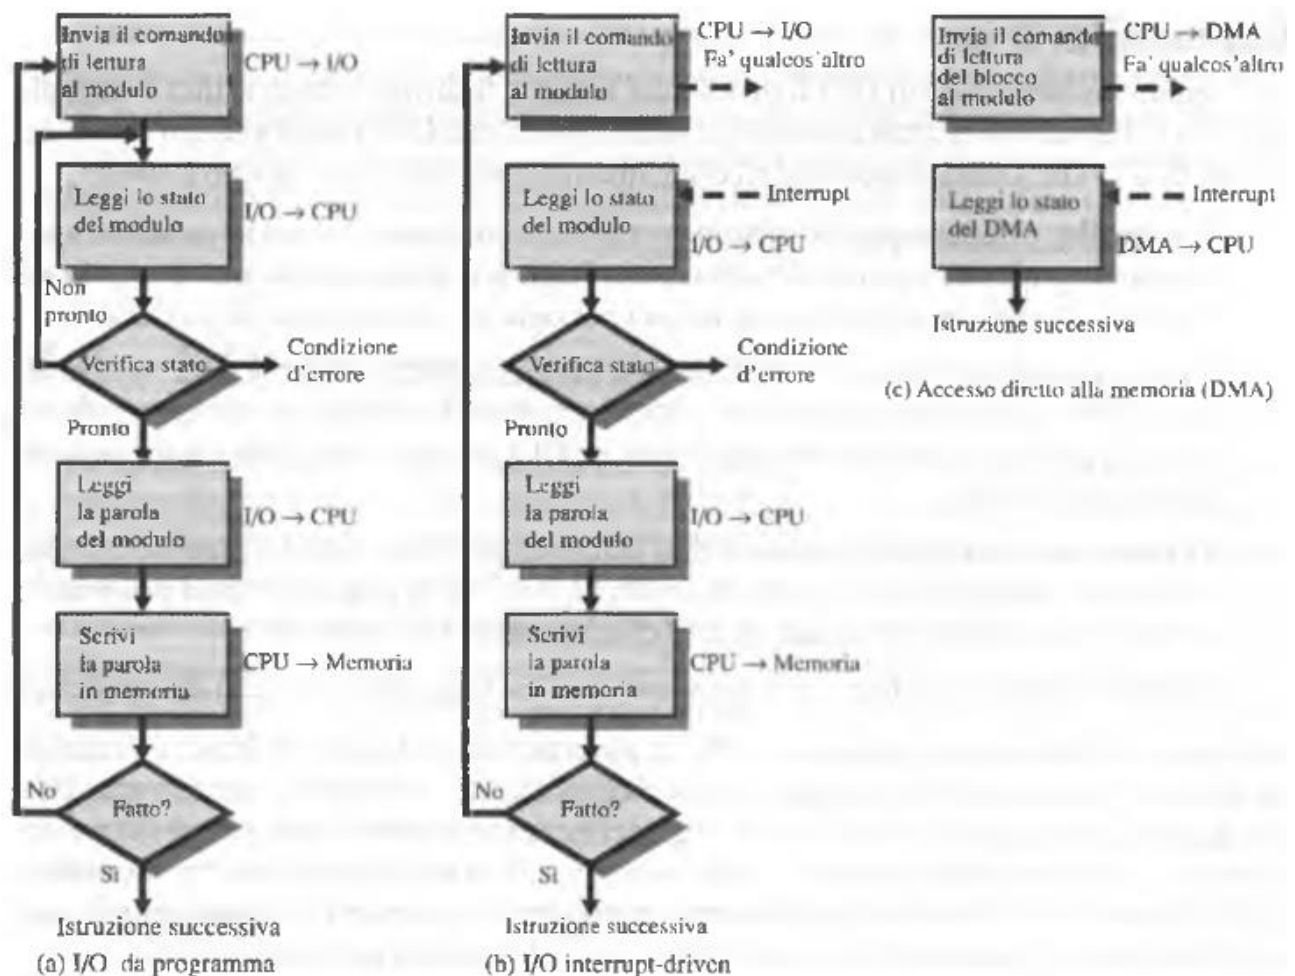 Invia il comando
di lettura
al modulo
CPU → I/O
Leggi lo stato
del modulo
I/O → CPU
Non
pronto
Verifica stato
Condizione
d'errore
Pronto
Leggi
la parola
del modulo
I/O → CPU
Scrivi
la parola
in memoria
CPU → Memoria
No
Fatto?
Sì
Istruzione successiva
(a) I/O da programma
Invia il comando
di lettura
al modulo
CPU → I/O
Fa' qualcos'altro
Leggi lo stato
del modulo
Interrupt
I/O → CPU
Verifica stato
Condizione
d'errore
Pronto
Leggi
la parola
del modulo
I/O → CPU
Scrivi
la parola
in memoria
CPU → Memoria
No
Fatto?
Sì
Istruzione successiva
(b) I/O interrupt-driven
Invia il comando
di lettura
del blocco
al modulo
CPU → DMA
Fa' qualcos'altro
Leggi lo stato
del DMA
Interrupt
DMA → CPU
Istruzione successiva
(c) Accesso diretto alla memoria (DMA)